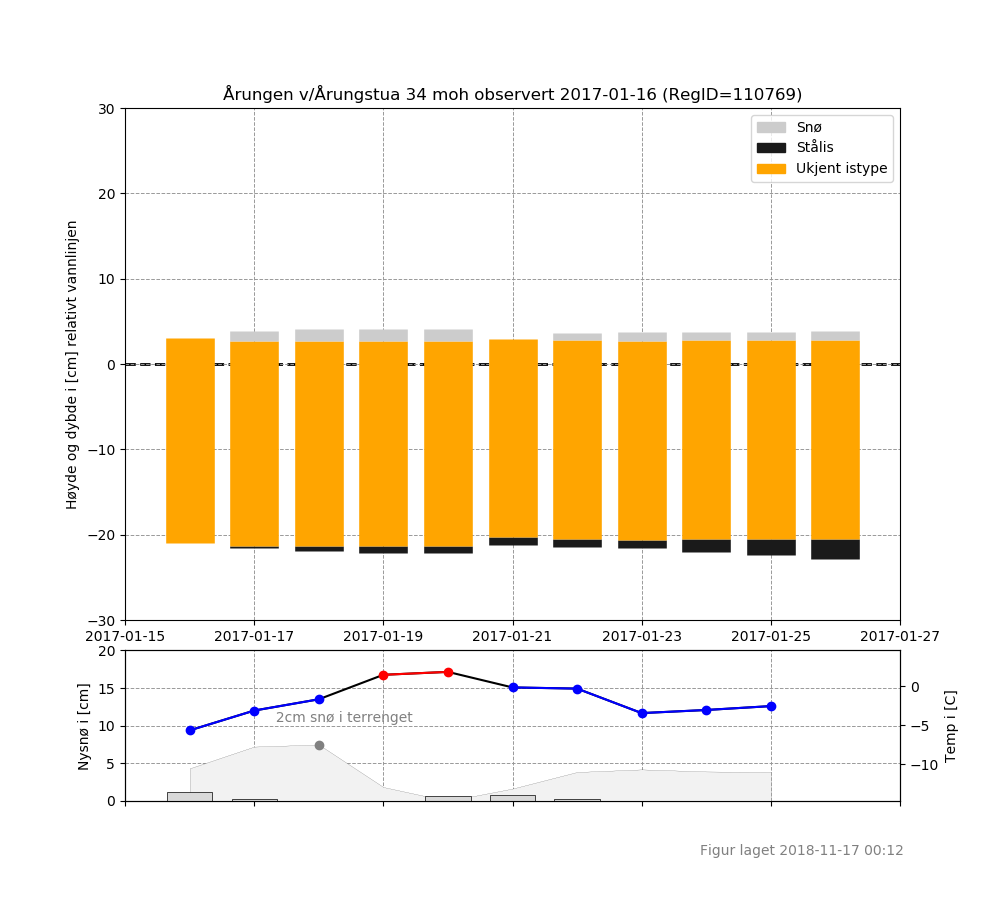 Årungen v/Årungstua 34 moh observert 2017-01-16 (RegID=110769)
Høyde og dybde i [cm] relativt vannlinjen
30
20
10
0
−10
−20
−30
Snø
Stålis
Ukjent istype
2017-01-15 2017-01-17 2017-01-19 2017-01-21 2017-01-23 2017-01-25 2017-01-27
Nysnø i [cm]
20
15
10
5
0
2cm snø i terrenget
0
−5
−10
Temp i [C]
Figur laget 2018-11-17 00:12